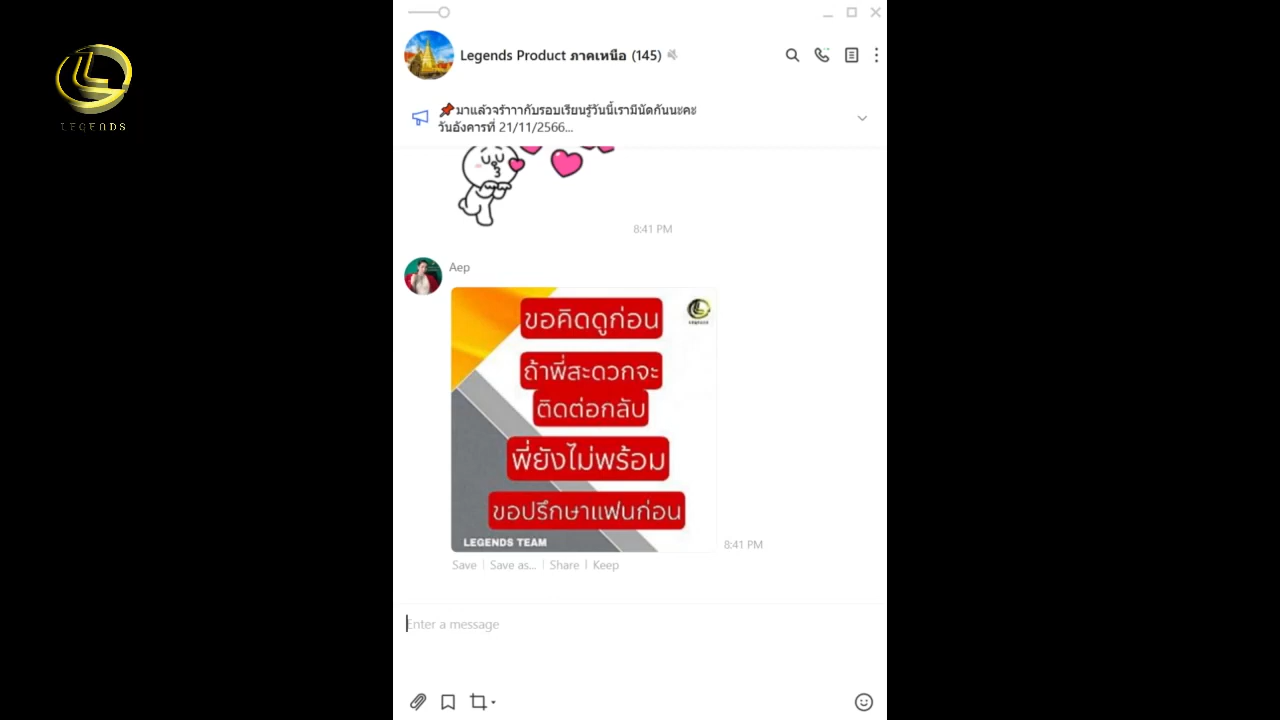 LEGENDS
Legends Product ภาคเหนือ (145)
📌มาแล้วจร้าาากับรอบเรียนรู้วันนี้เรามีนัดกันนะคะ
วันอังคารที่ 21/11/2566...
8:41 PM
Aep
ขอคิดดูก่อน
LEGENDS
ถ้าพี่สะดวกจะ
ติดต่อกลับ
พี่ยังไม่พร้อม
ขอปรึกษาแฟนก่อน
LEGENDS TEAM
8:41 PM
Save | Save as... | Share | Keep
Enter a message